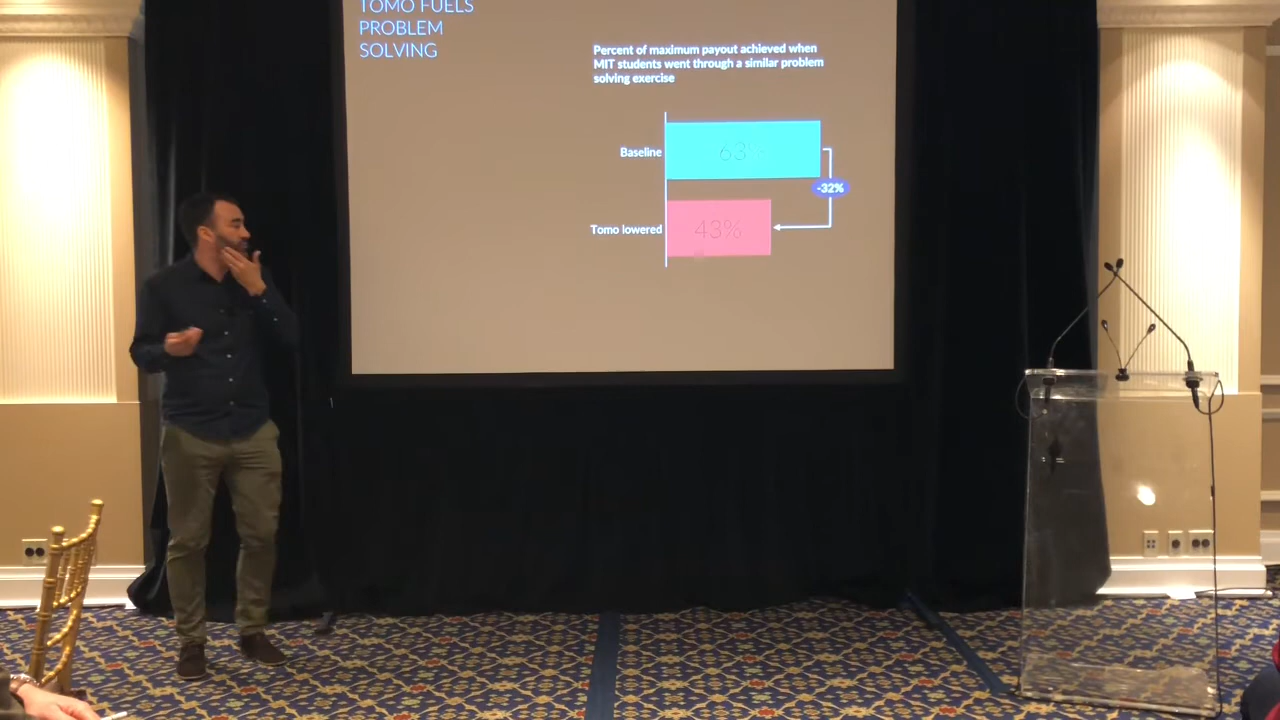 TOMO FUELS
PROBLEM
SOLVING
Percent of maximum payout achieved when
MIT students went through a similar problem
solving exercise
Baseline
63%
-32%
Tomo lowered
43%